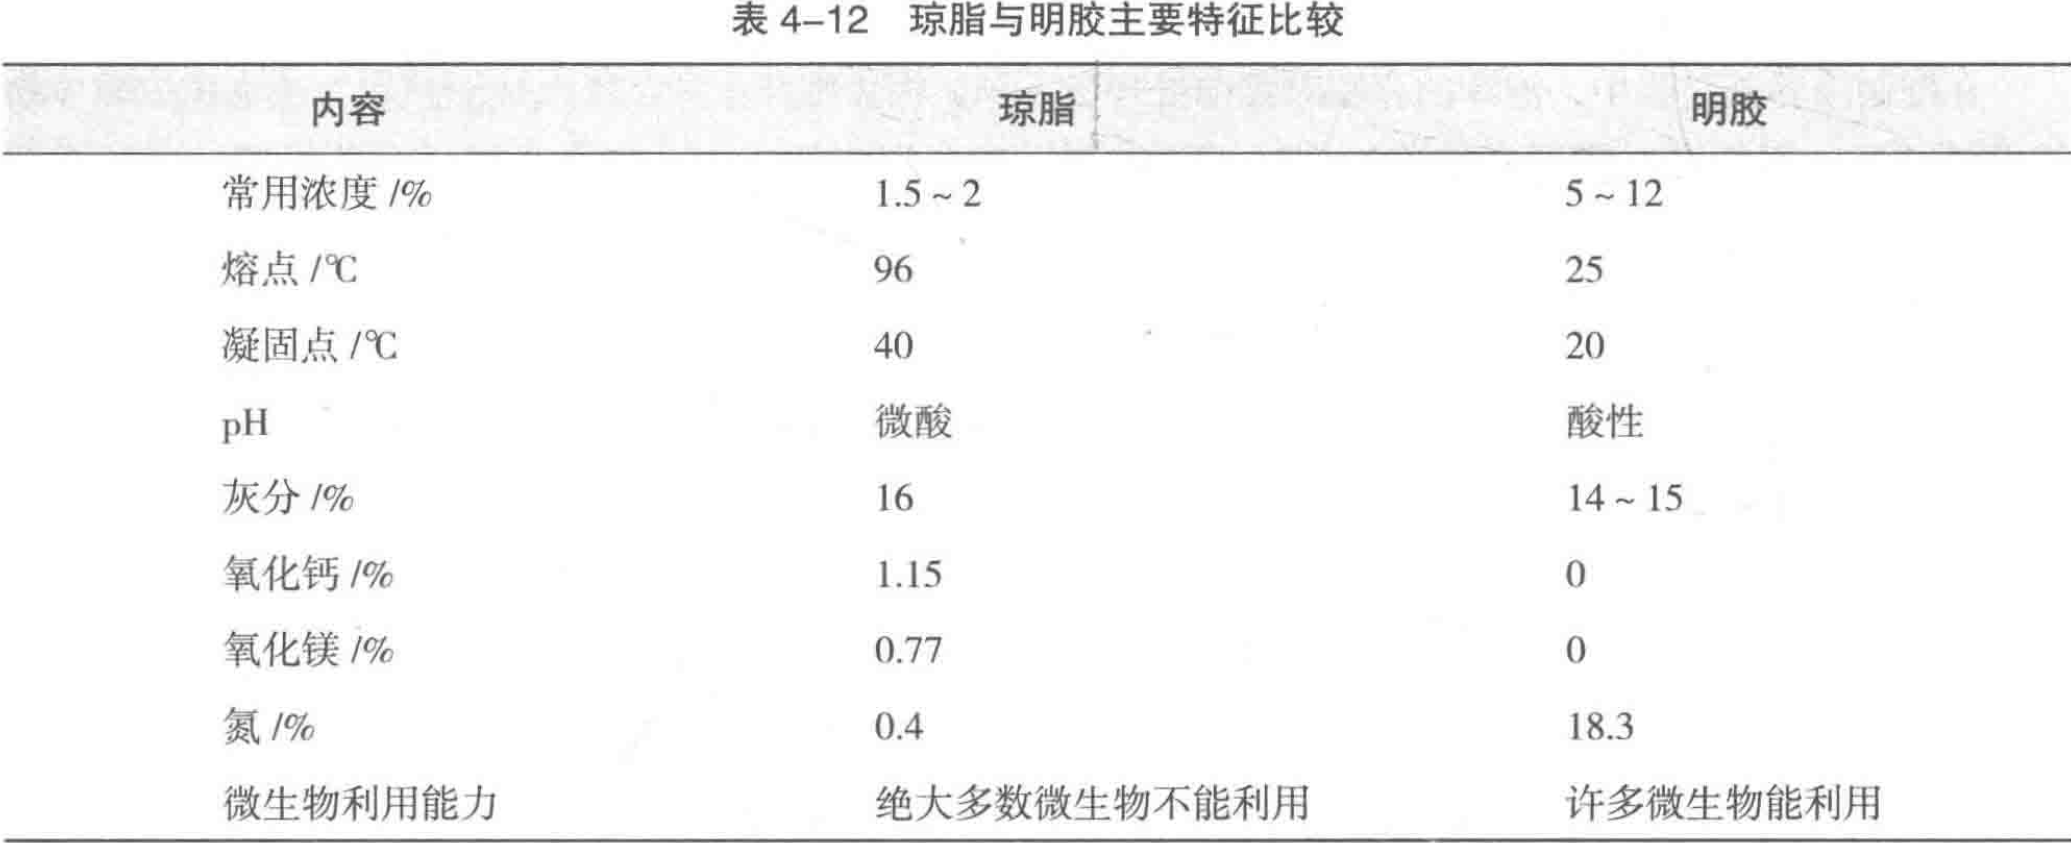 表 4-12 琼脂与明胶主要特征比较
内容 琼脂 明胶
常用浓度 /% 1.5 ~ 2 5 ~ 12
熔点 /℃ 96 25
凝固点 /℃ 40 20
pH 微酸 酸性
灰分 /% 16 14 ~ 15
氧化钙 /% 1.15 0
氧化镁 /% 0.77 0
氮 /% 0.4 18.3
微生物利用能力 绝大多数微生物不能利用 许多微生物能利用